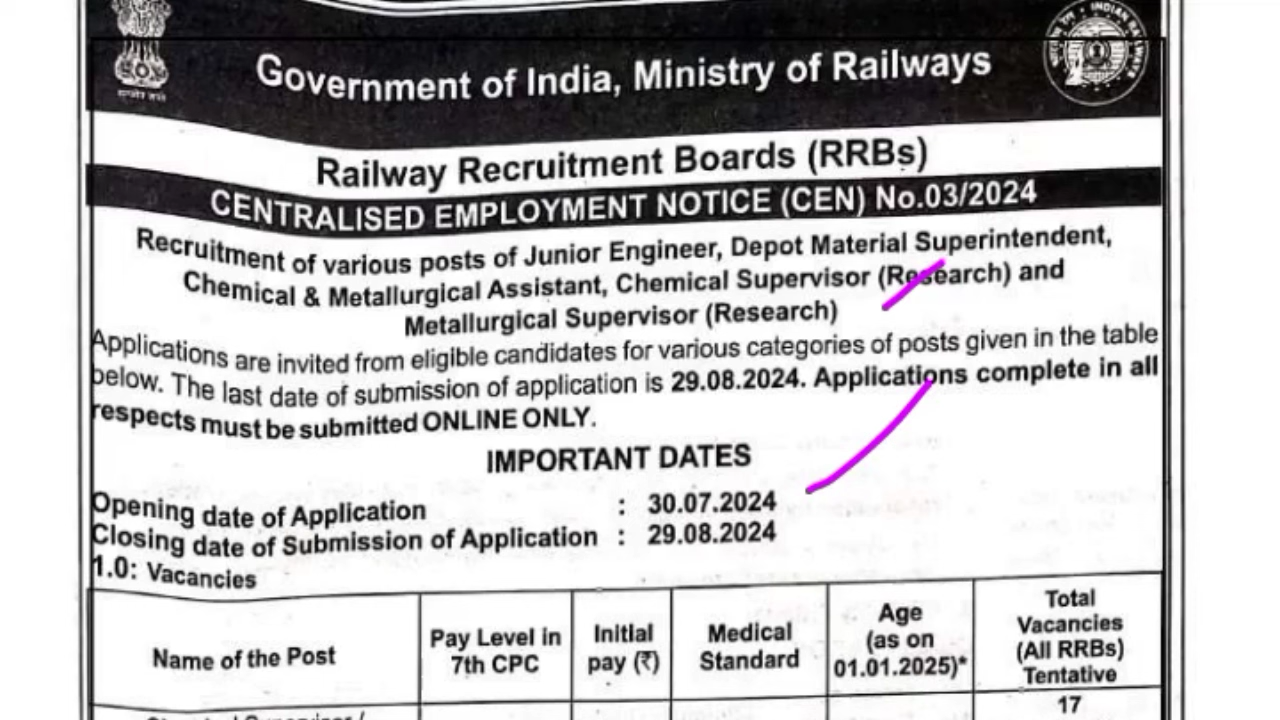 Government of India, Ministry of Railways
Railway Recruitment Boards (RRBs)
CENTRALISED EMPLOYMENT NOTICE (CEN) No.03/2024
Recruitment of various posts of Junior Engineer, Depot Material Superintendent,
Chemical & Metallurgical Assistant, Chemical Supervisor (Research) and
Metallurgical Supervisor (Research)
Applications are invited from eligible candidates for various categories of posts given in the table
below. The last date of submission of application is 29.08.2024. Applications complete in all
respects must be submitted ONLINE ONLY.
IMPORTANT DATES
Opening date of Application : 30.07.2024
Closing date of Submission of Application : 29.08.2024
1.0: Vacancies
Name of the Post
Pay Level in
7th CPC
Initial
pay (₹)
Medical
Standard
Age
(as on
01.01.2025)*
Total
Vacancies
(All RRBs)
Tentative
17